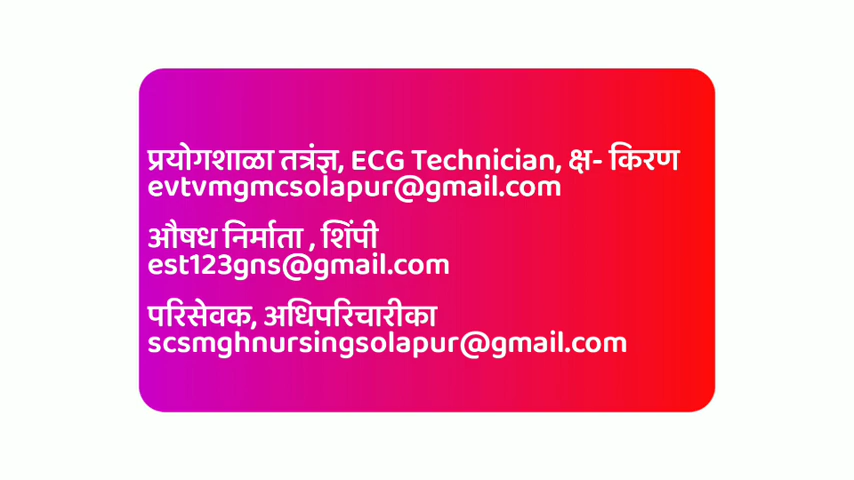 प्रयोगशाळा तत्रंज्ञ, ECG Technician, क्ष- किरण
evtvmgmcsolapur@gmail.com
औषध निर्माता , शिंपी
est123gns@gmail.com
परिसेवक, अधिपरिचारीका
scsmghnursingsolapur@gmail.com